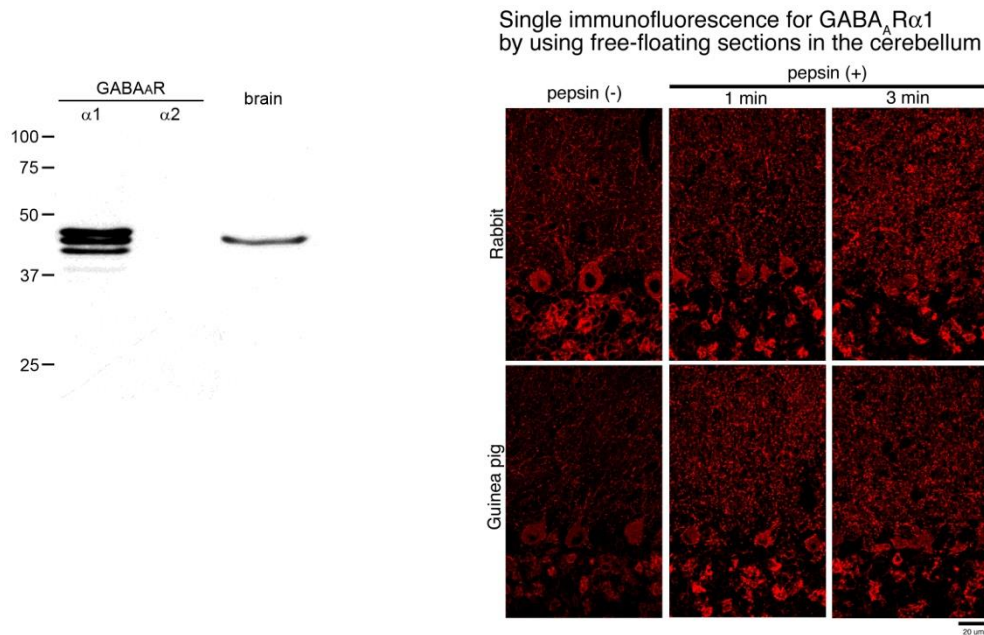 GABAAR
α1 α2 brain
100
75
50
37
25
Single immunofluorescence for GABAARα1
by using free-floating sections in the cerebellum
pepsin (-) pepsin (+)
1 min 3 min
Rabbit
Guinea pig
20 um